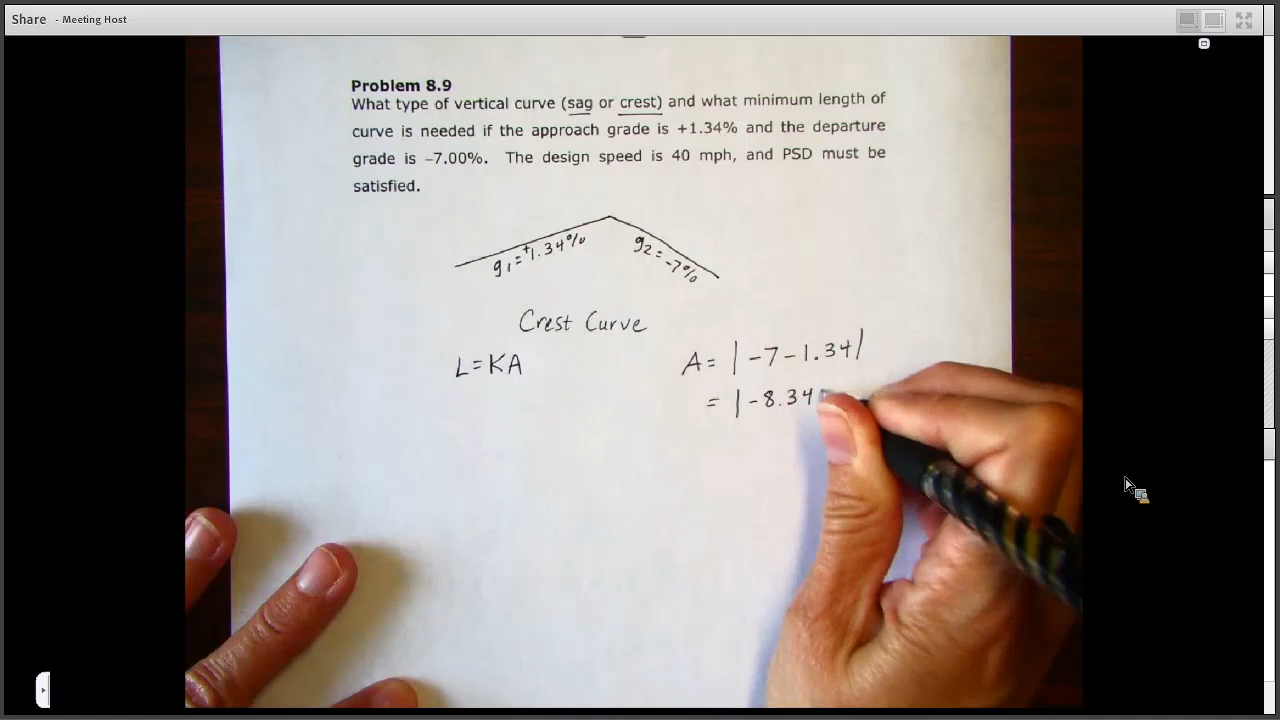 Share - Meeting Host
Problem 8.9
What type of vertical curve (sag or crest) and what minimum length of
curve is needed if the approach grade is +1.34% and the departure
grade is –7.00%. The design speed is 40 mph, and PSD must be
satisfied.
g₁=+1.34%
g₂=-7%
Crest Curve
L=KA
A= |-7-1.34|
= |-8.34